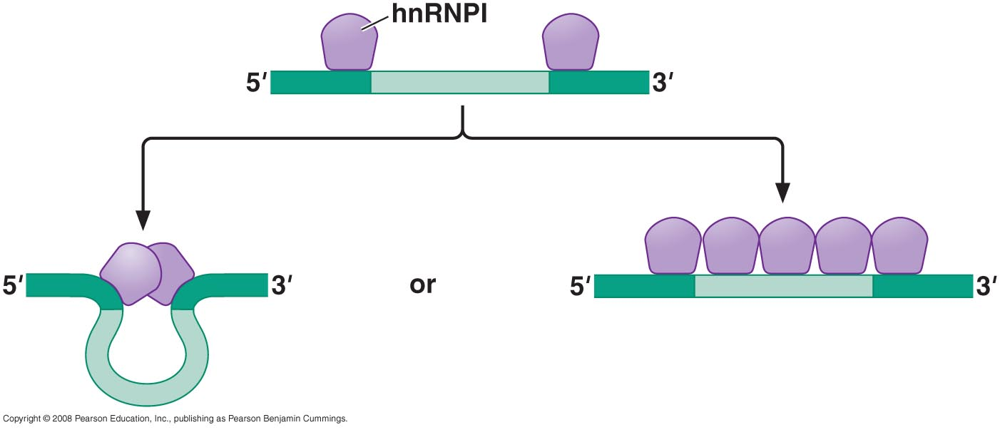 hnRNPI
5′ 3′
5′ 3′ or 5′ 3′
Copyright © 2008 Pearson Education, Inc., publishing as Pearson Benjamin Cummings.